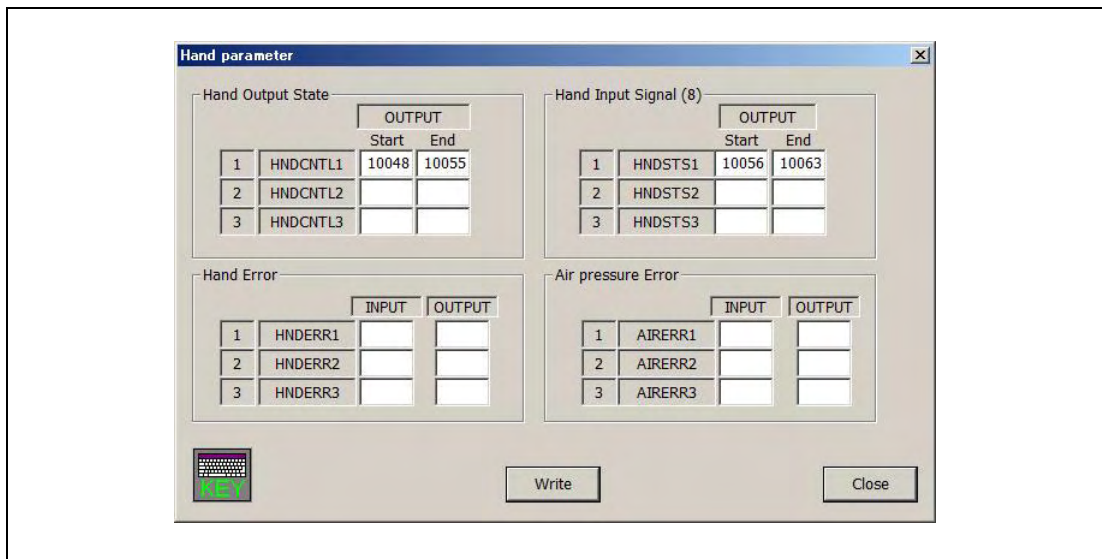 Hand parameter
Hand Output State
OUTPUT
Start End
1 HNDCNTL1 10048 10055
2 HNDCNTL2
3 HNDCNTL3
Hand Input Signal (8)
OUTPUT
Start End
1 HNDSTS1 10056 10063
2 HNDSTS2
3 HNDSTS3
Hand Error
INPUT OUTPUT
1 HNDERR1
2 HNDERR2
3 HNDERR3
Air pressure Error
INPUT OUTPUT
1 AIRERR1
2 AIRERR2
3 AIRERR3
KEY
Write
Close